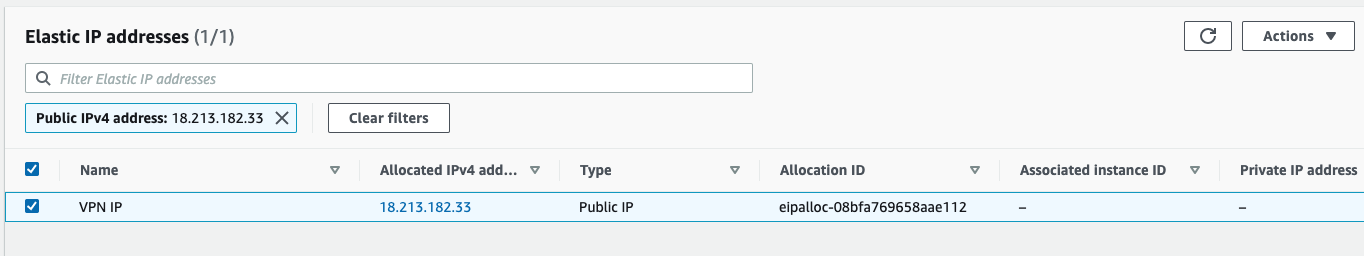 Elastic IP addresses (1/1)
Actions
Filter Elastic IP addresses
Public IPv4 address: 18.213.182.33
Clear filters
Name Allocated IPv4 add... Type Allocation ID Associated instance ID Private IP address
VPN IP 18.213.182.33 Public IP eipalloc-08bfa769658aae112 – –